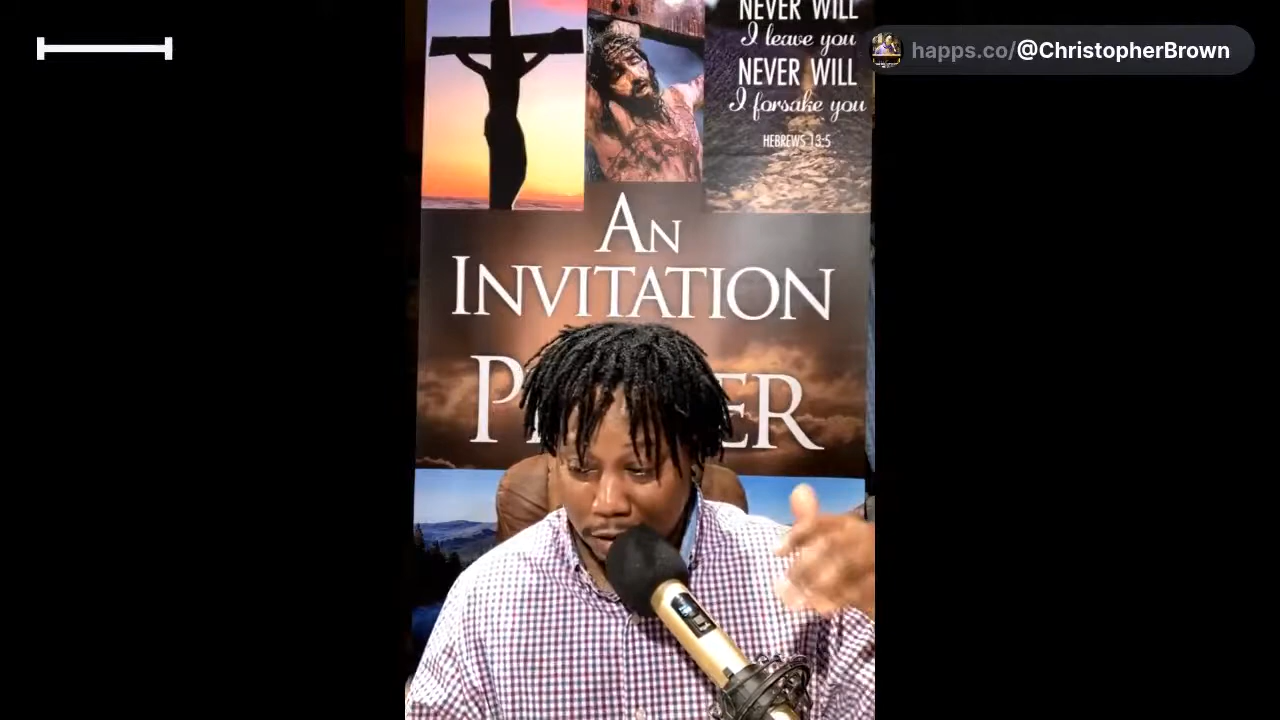 NEVER WILL
I leave you
NEVER WILL
I forsake you
HEBREWS 13:5
happs.co/@ChristopherBrown
AN
INVITATION